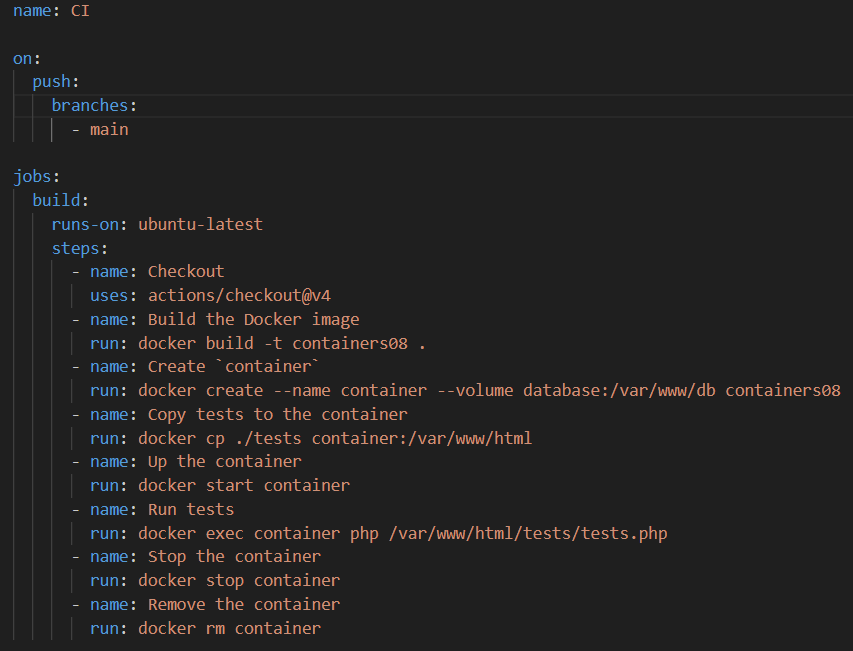 name: CI
on:
push:
branches:
- main
jobs:
build:
runs-on: ubuntu-latest
steps:
- name: Checkout
uses: actions/checkout@v4
- name: Build the Docker image
run: docker build -t containers08 .
- name: Create `container`
run: docker create --name container --volume database:/var/www/db containers08
- name: Copy tests to the container
run: docker cp ./tests container:/var/www/html
- name: Up the container
run: docker start container
- name: Run tests
run: docker exec container php /var/www/html/tests/tests.php
- name: Stop the container
run: docker stop container
- name: Remove the container
run: docker rm container